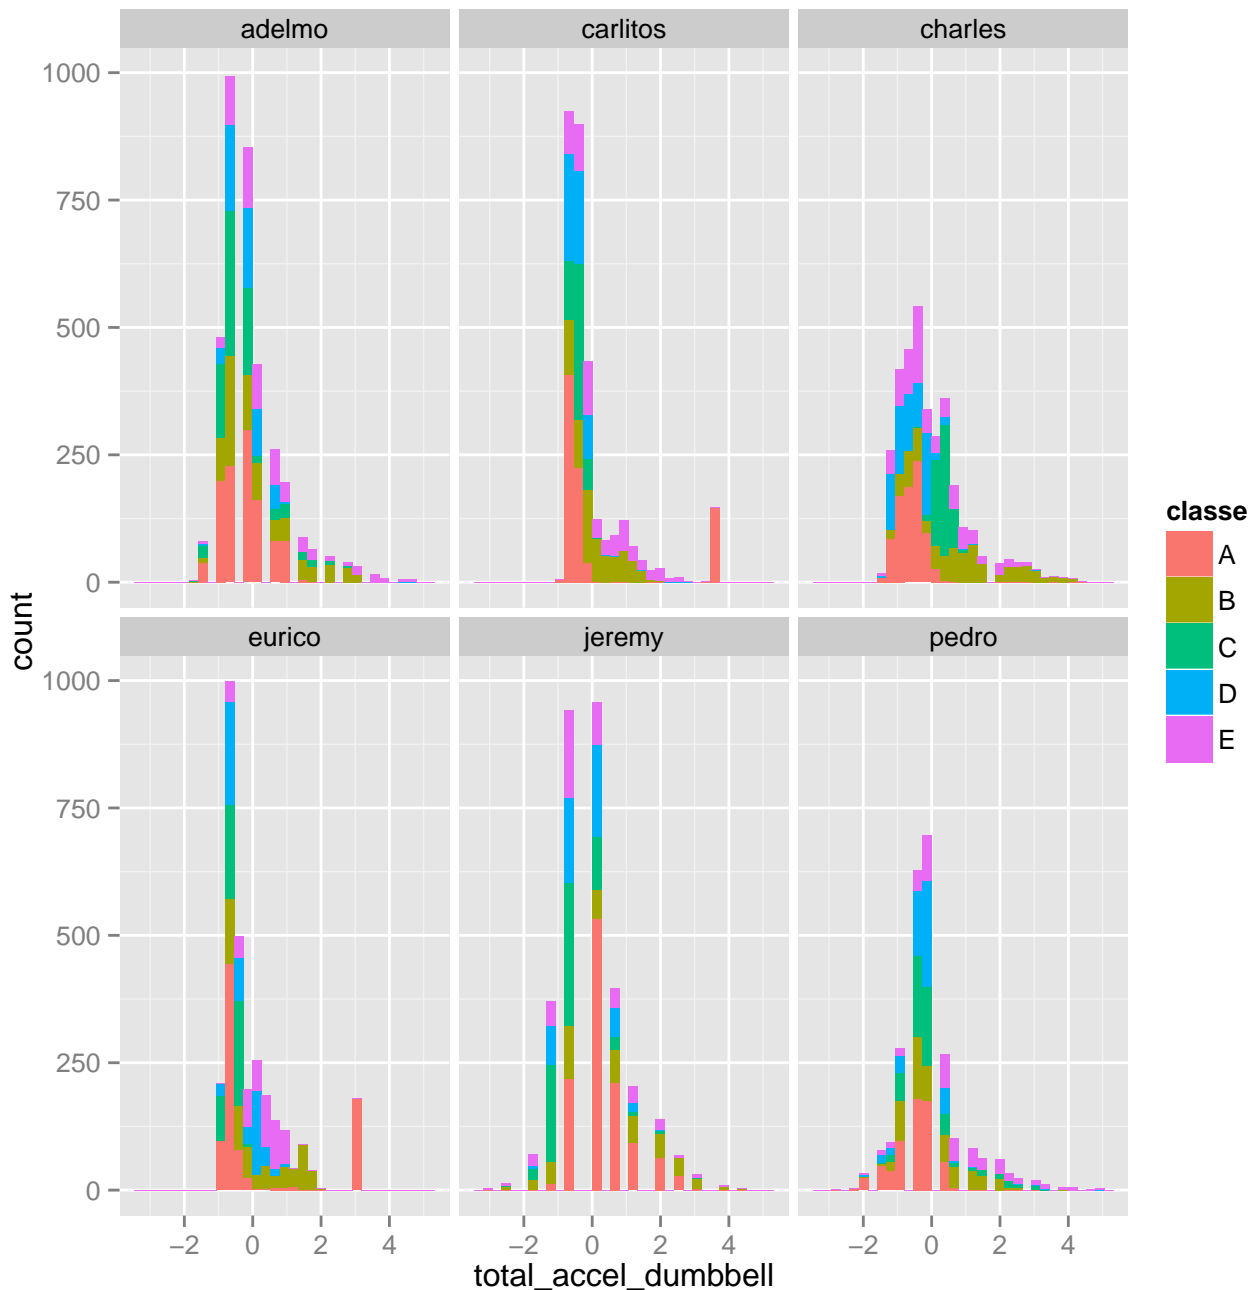 adelmo carlitos charles
1000
750
500
250
0
eurico jeremy pedro
1000
750
500
250
0
count
−2 0 2 4 −2 0 2 4 −2 0 2 4
total_accel_dumbbell
classe
A
B
C
D
E